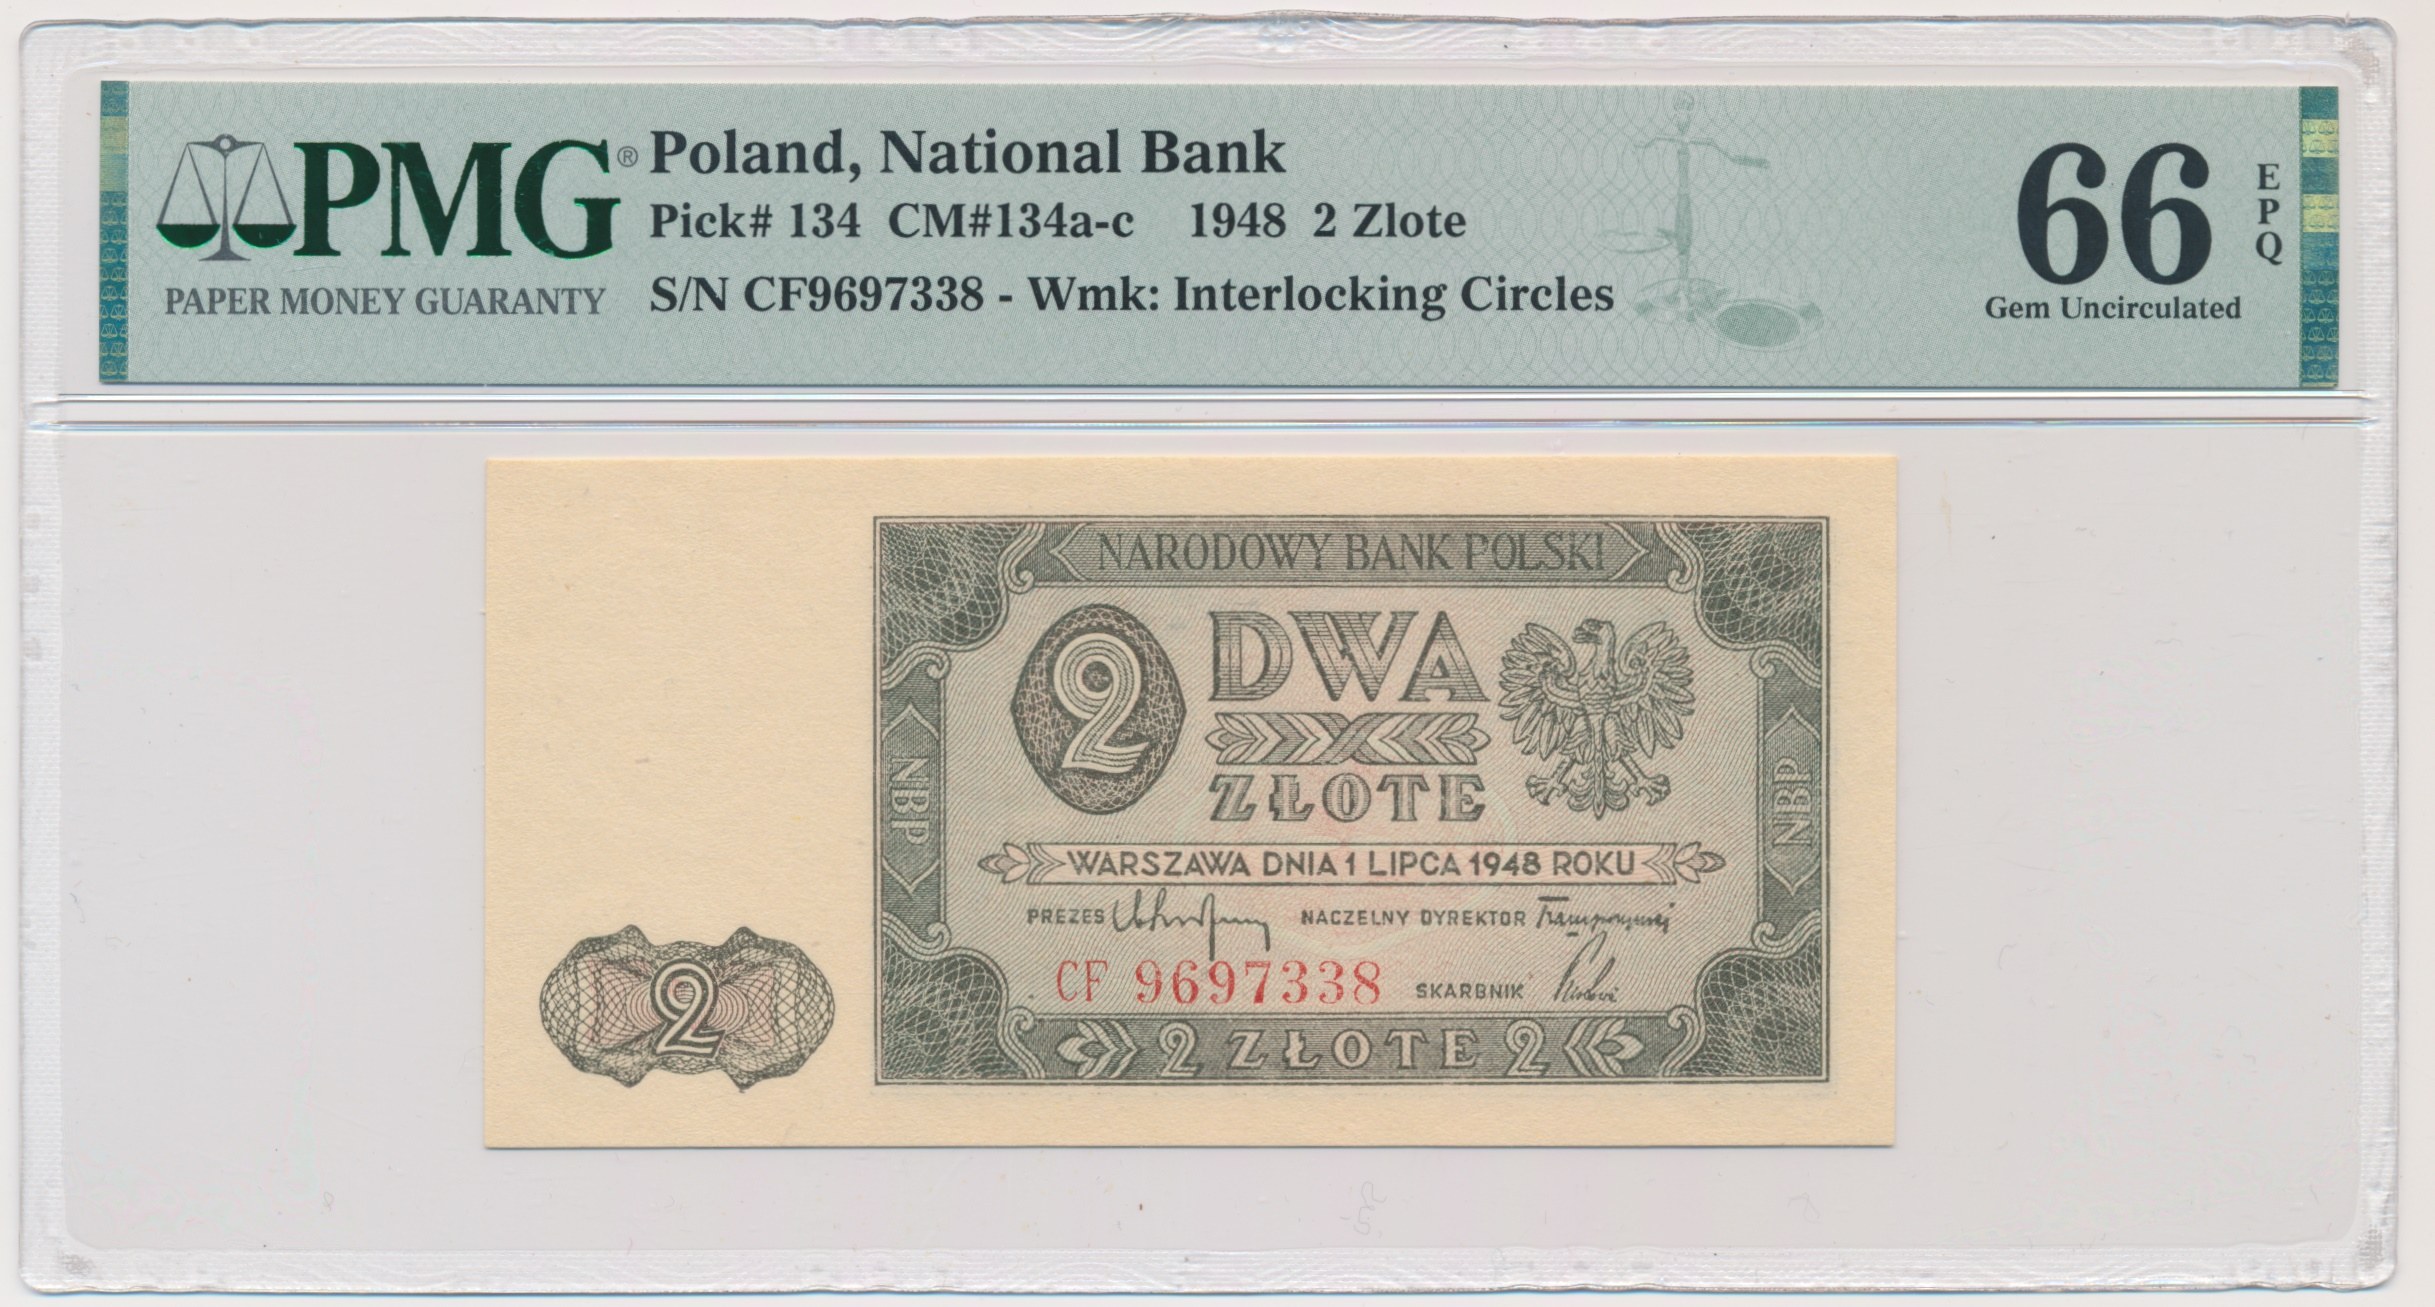 PMG®
PAPER MONEY GUARANTY
Poland, National Bank
Pick# 134 CM#134a-c 1948 2 Zlote
S/N CF9697338 - Wmk: Interlocking Circles
66
EPQ
Gem Uncirculated
NARODOWY BANK POLSKI
2
DWA
ZŁOTE
NBP
NBP
WARSZAWA DNIA 1 LIPCA 1948 ROKU
PREZES NACZELNY DYREKTOR
CF 9697338 SKARBNIK
2
2 ZŁOTE 2